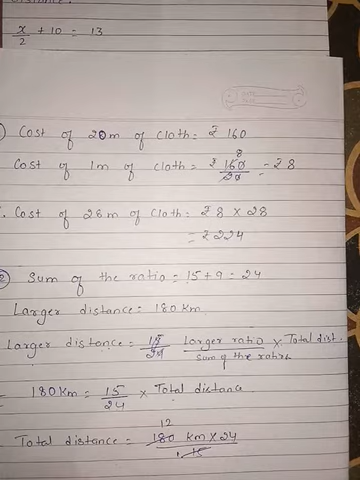 x/2 + 10 = 13
Cost of 20m of Cloth = ₹ 160
Cost of 1m of cloth = ₹ 160/20 8 = ₹ 8
Cost of 28m of Cloth = ₹ 8 × 28
= ₹ 224
② Sum of the ratio = 15 + 9 = 24
Larger distance = 180 Km
Larger distance = Larger ratio / Sum of the ratios × Total dist.
180 Km = 15/24 × Total distance
Total distance = 12 180 km × 24 / 15